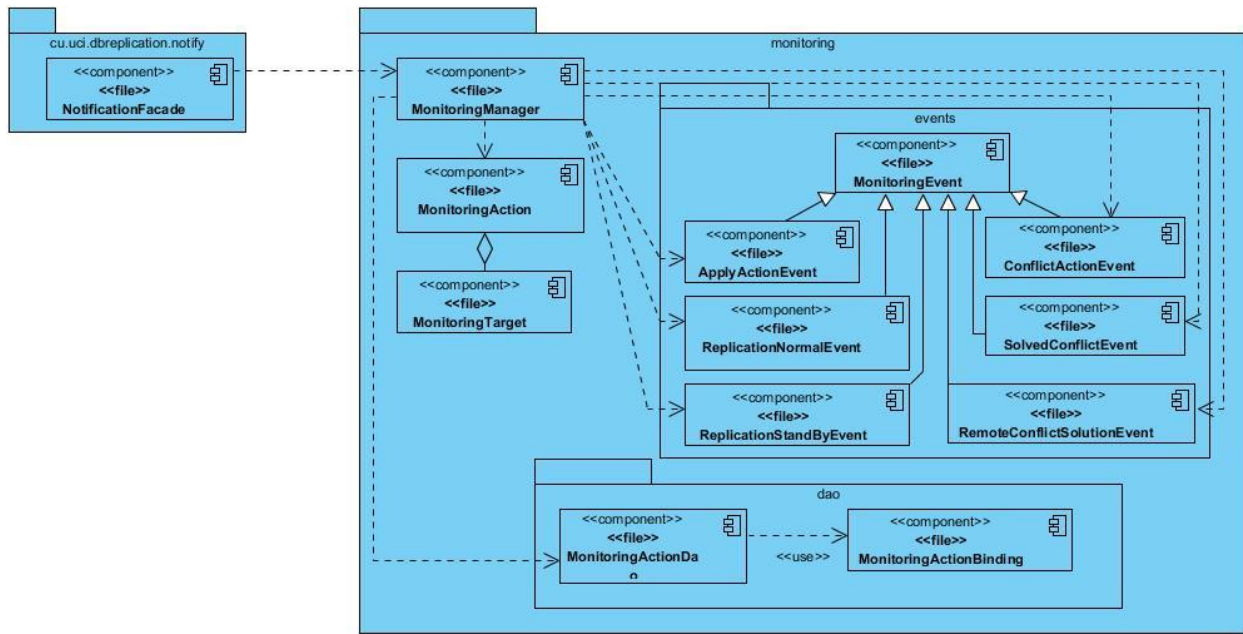 cu.uci.dbreplication.notify
<<component>>
<<file>>
NotificationFacade
monitoring
<<component>>
<<file>>
MonitoringManager
<<component>>
<<file>>
MonitoringAction
<<component>>
<<file>>
MonitoringTarget
events
<<component>>
<<file>>
MonitoringEvent
<<component>>
<<file>>
ApplyActionEvent
<<component>>
<<file>>
ConflictActionEvent
<<component>>
<<file>>
ReplicationNormalEvent
<<component>>
<<file>>
SolvedConflictEvent
<<component>>
<<file>>
ReplicationStandByEvent
<<component>>
<<file>>
RemoteConflictSolutionEvent
dao
<<component>>
<<file>>
MonitoringActionDa
o
<<use>>
<<component>>
<<file>>
MonitoringActionBinding